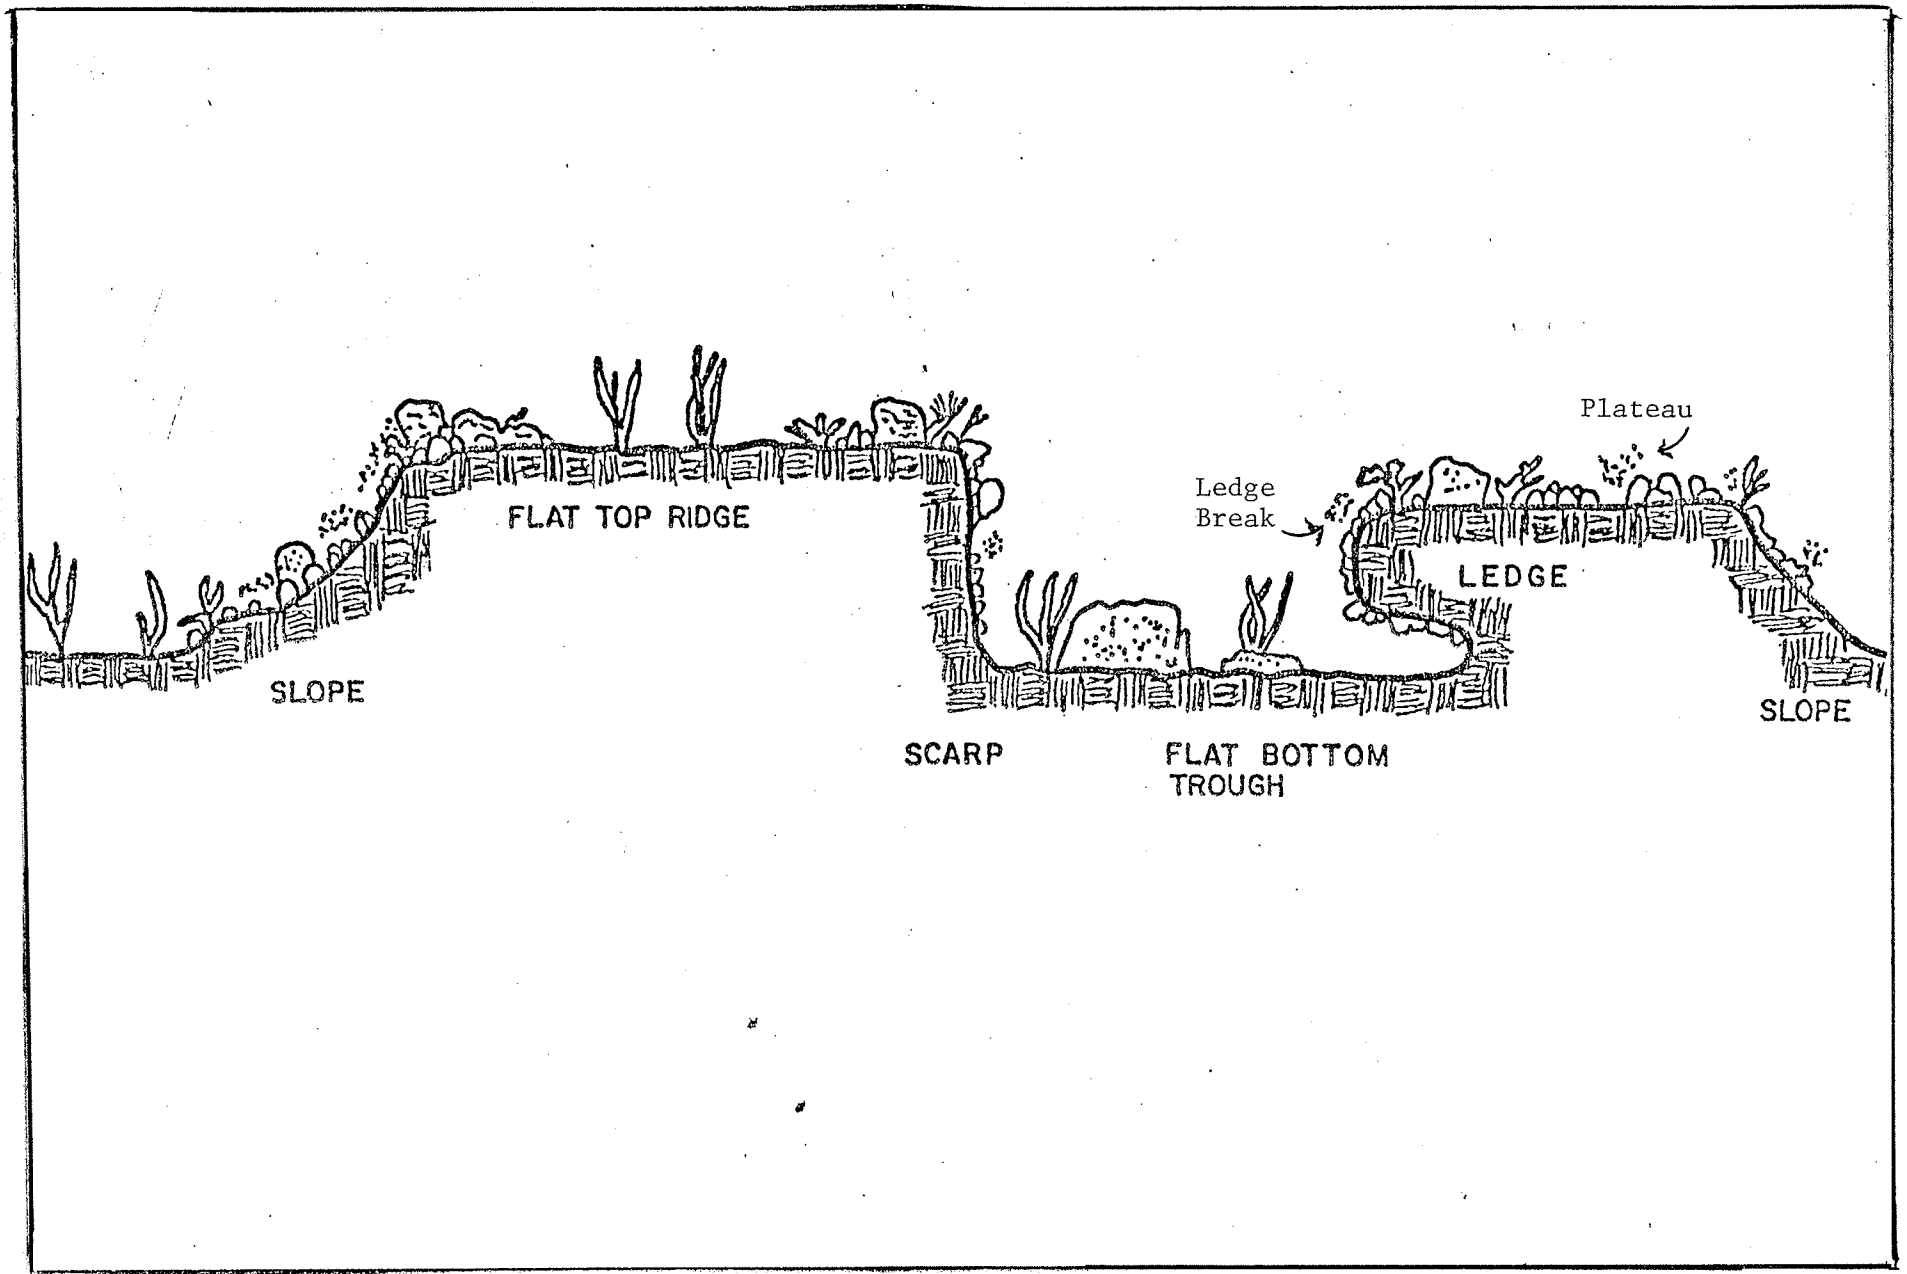 Plateau
Ledge
Break
FLAT TOP RIDGE
LEDGE
SLOPE
SLOPE
SCARP
FLAT BOTTOM
TROUGH